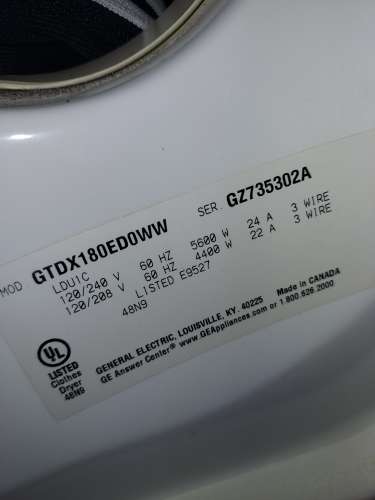 MOD GTDX180ED0WW SER. GZ735302A
LDUIC
120/240 V 60 HZ 5600 W 24 A 3 WIRE
120/208 V 60 HZ 4400 W 22 A 3 WIRE
LISTED E9527
48N9
UL
LISTED
Clothes
Dryer
48N9
GENERAL ELECTRIC, LOUISVILLE, KY. 40225 Made in CANADA
GE Answer Center® www.GEAppliances.com or 1.800.626.2000